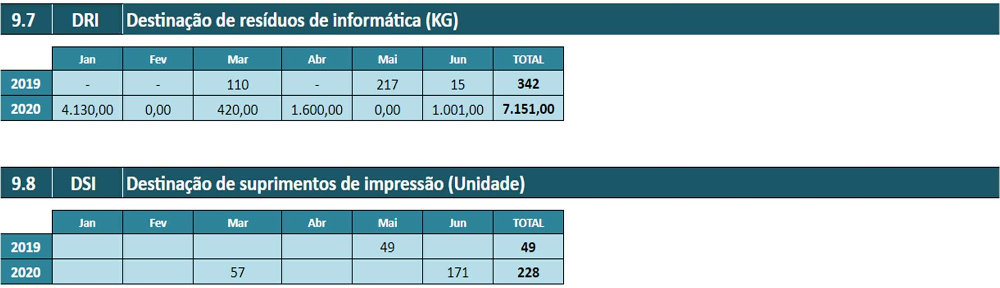 9.7 DRI Destinação de resíduos de informática (KG)
Jan Fev Mar Abr Mai Jun TOTAL
2019 - - 110 - 217 15 342
2020 4.130,00 0,00 420,00 1.600,00 0,00 1.001,00 7.151,00
9.8 DSI Destinação de suprimentos de impressão (Unidade)
Jan Fev Mar Abr Mai Jun TOTAL
2019 49 49
2020 57 171 228